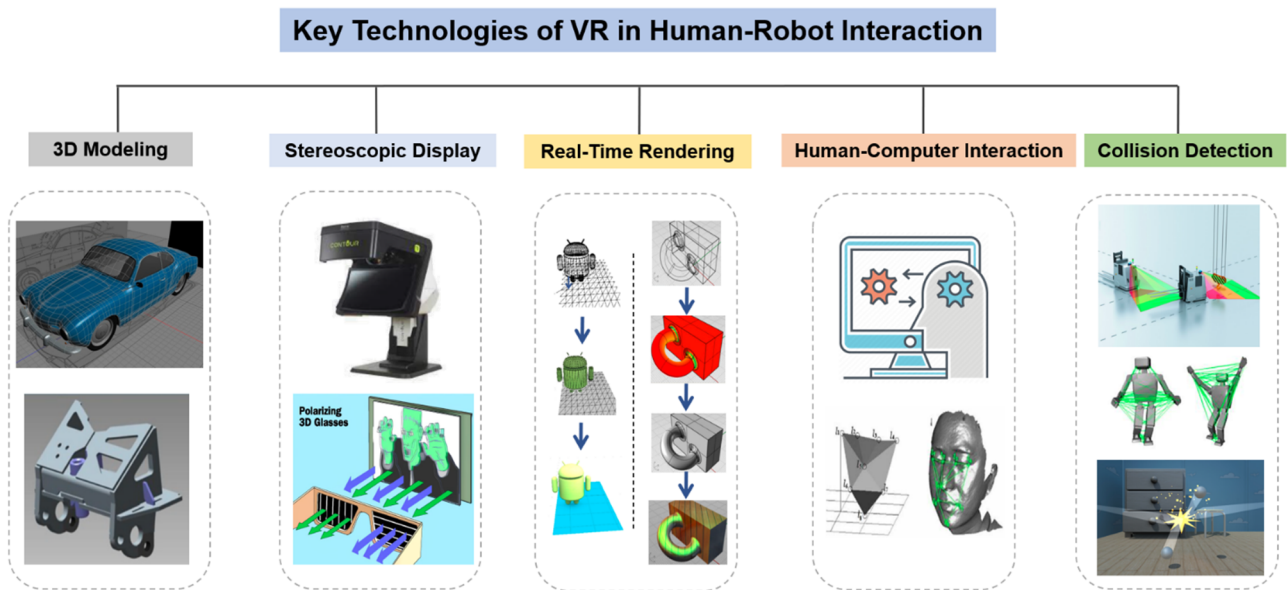 Key Technologies of VR in Human-Robot Interaction
3D Modeling
Stereoscopic Display
Real-Time Rendering
Human-Computer Interaction
Collision Detection
CONTOUR
Polarizing
3D Glasses